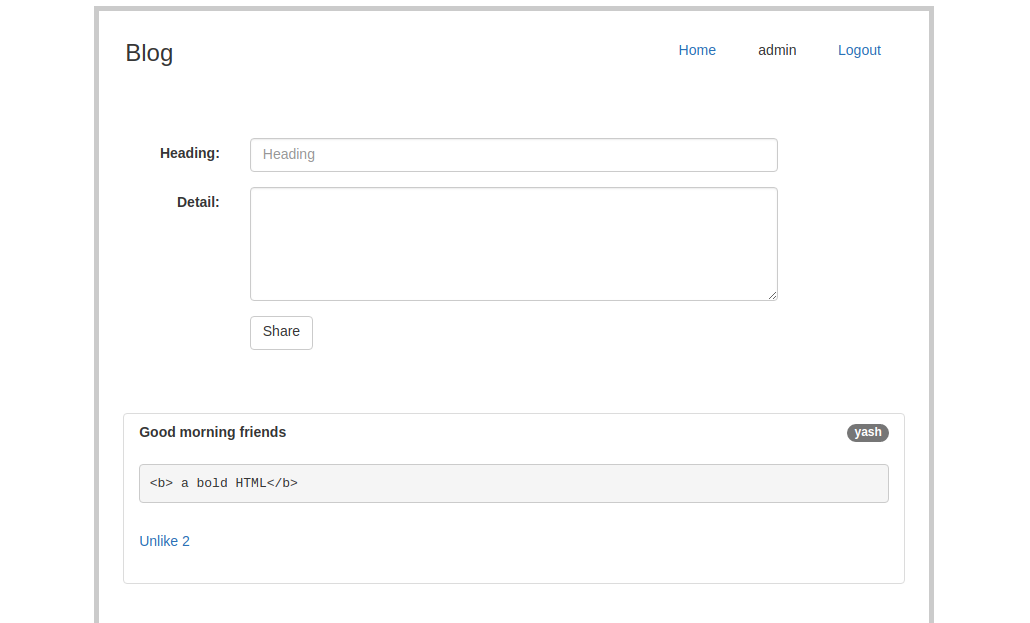 Blog Home admin Logout
Heading: Heading
Detail:
Share
Good morning friends yash
<b> a bold HTML</b>
Unlike 2